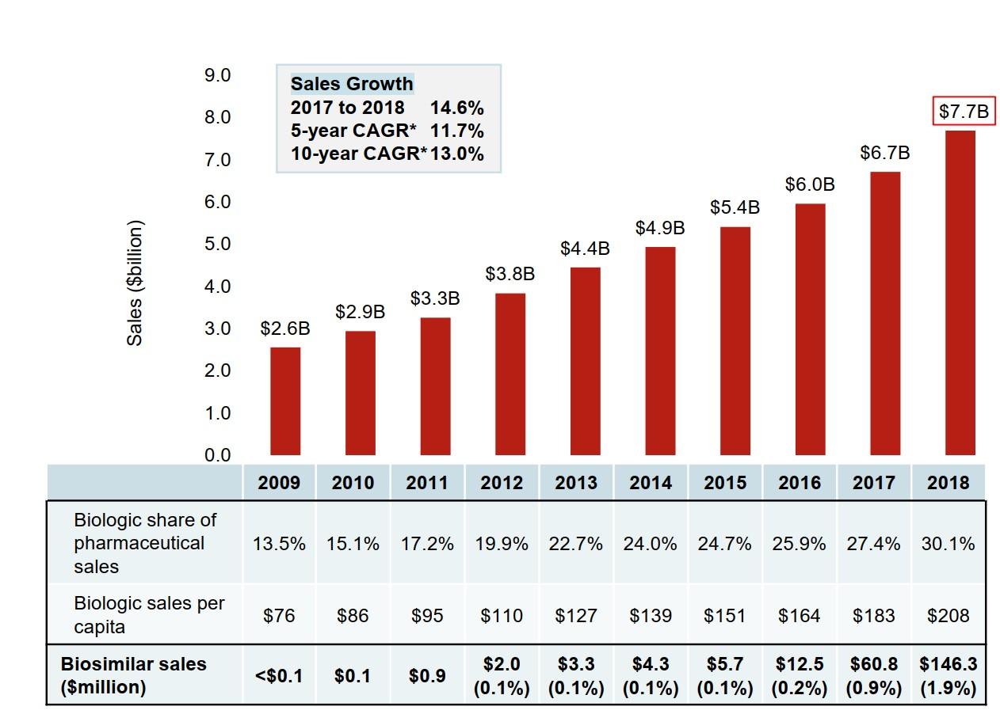 9.0
8.0
7.0
6.0
5.0
4.0
3.0
2.0
1.0
0.0
Sales ($billion)
Sales Growth
2017 to 2018 14.6%
5-year CAGR* 11.7%
10-year CAGR* 13.0%
$2.6B
$2.9B
$3.3B
$3.8B
$4.4B
$4.9B
$5.4B
$6.0B
$6.7B
$7.7B
2009 2010 2011 2012 2013 2014 2015 2016 2017 2018
Biologic share of
pharmaceutical 13.5% 15.1% 17.2% 19.9% 22.7% 24.0% 24.7% 25.9% 27.4% 30.1%
sales
Biologic sales per
capita
$76 $86 $95 $110 $127 $139 $151 $164 $183 $208
Biosimilar sales
($million)
<$0.1 $0.1 $0.9
$2.0 $3.3 $4.3 $5.7 $12.5 $60.8 $146.3
(0.1%) (0.1%) (0.1%) (0.1%) (0.2%) (0.9%) (1.9%)